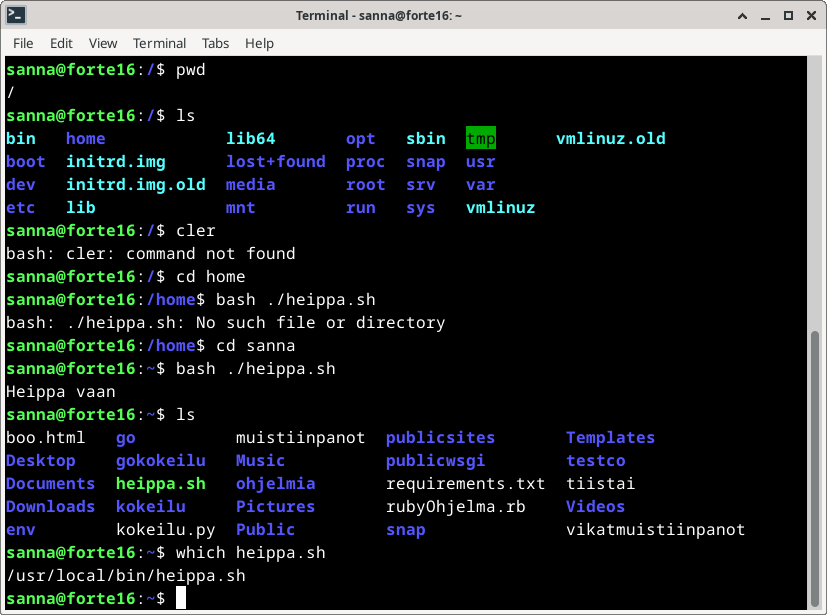 Terminal - sanna@forte16: ~
File Edit View Terminal Tabs Help
sanna@forte16:/$ pwd
/
sanna@forte16:/$ ls
bin home lib64 opt sbin tmp vmlinuz.old
boot initrd.img lost+found proc snap usr
dev initrd.img.old media root srv var
etc lib mnt run sys vmlinuz
sanna@forte16:/$ cler
bash: cler: command not found
sanna@forte16:/$ cd home
sanna@forte16:/home$ bash ./heippa.sh
bash: ./heippa.sh: No such file or directory
sanna@forte16:/home$ cd sanna
sanna@forte16:~$ bash ./heippa.sh
Heippa vaan
sanna@forte16:~$ ls
boo.html go muistiinpanot publicsites Templates
Desktop gokokeilu Music publicwsgi testco
Documents heippa.sh ohjelmia requirements.txt tiistai
Downloads kokeilu Pictures rubyOhjelma.rb Videos
env kokeilu.py Public snap vikatmuistiinpanot
sanna@forte16:~$ which heippa.sh
/usr/local/bin/heippa.sh
sanna@forte16:~$